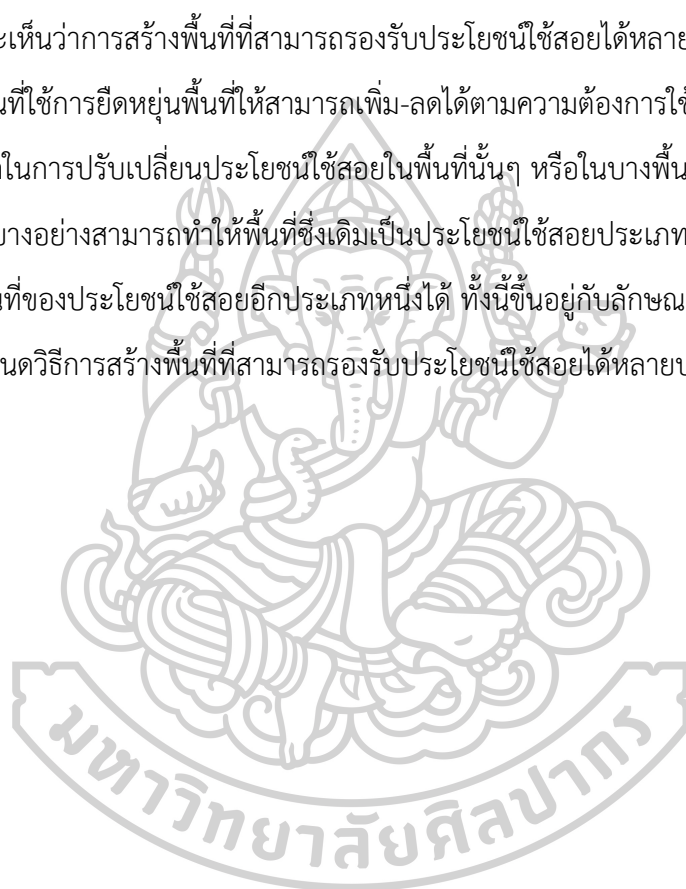 ะเห็นว่าการสร้างพื้นที่ที่สามารถรองรับประโยชน์ใช้สอยได้หลาย
นที่ใช้การยืดหยุ่นพื้นที่ให้สามารถเพิ่ม-ลดได้ตามความต้องการใช้
ในการปรับเปลี่ยนประโยชน์ใช้สอยในพื้นที่นั้นๆ หรือในบางพื้น
บางอย่างสามารถทำให้พื้นที่ซึ่งเดิมเป็นประโยชน์ใช้สอยประเภท
นที่ของประโยชน์ใช้สอยอีกประเภทหนึ่งได้ ทั้งนี้ขึ้นอยู่กับลักษณ
นดวิธีการสร้างพื้นที่ที่สามารถรองรับประโยชน์ใช้สอยได้หลายป
มหาวิทยาลัยศิลปากร